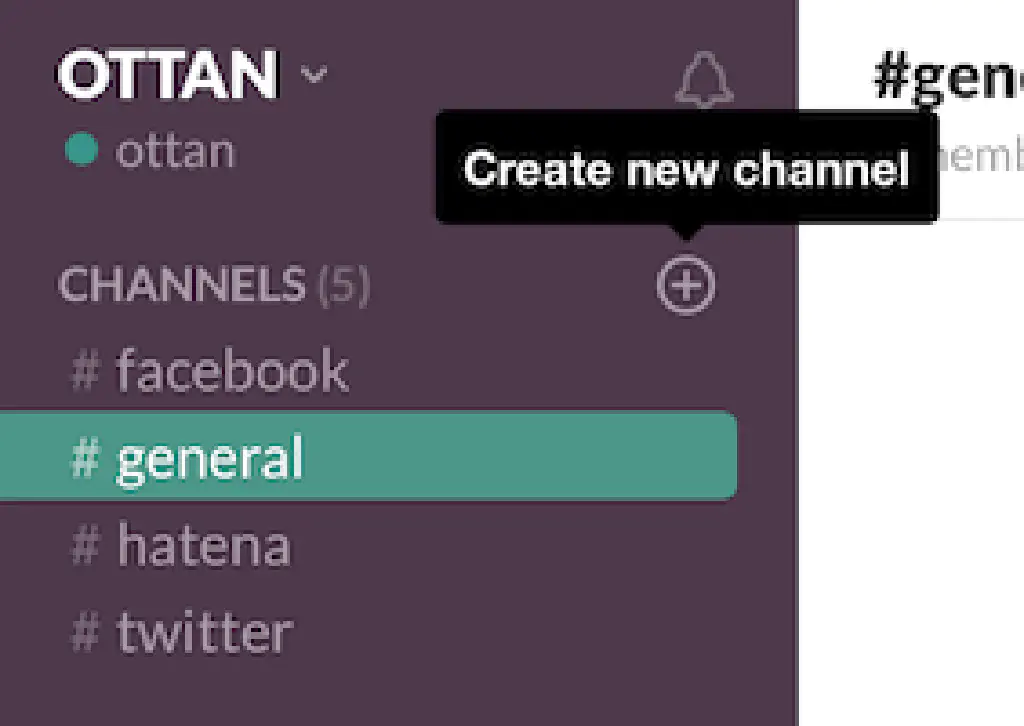 OTTAN
ottan
Create new channel
CHANNELS (5)
# facebook
# general
# hatena
# twitter